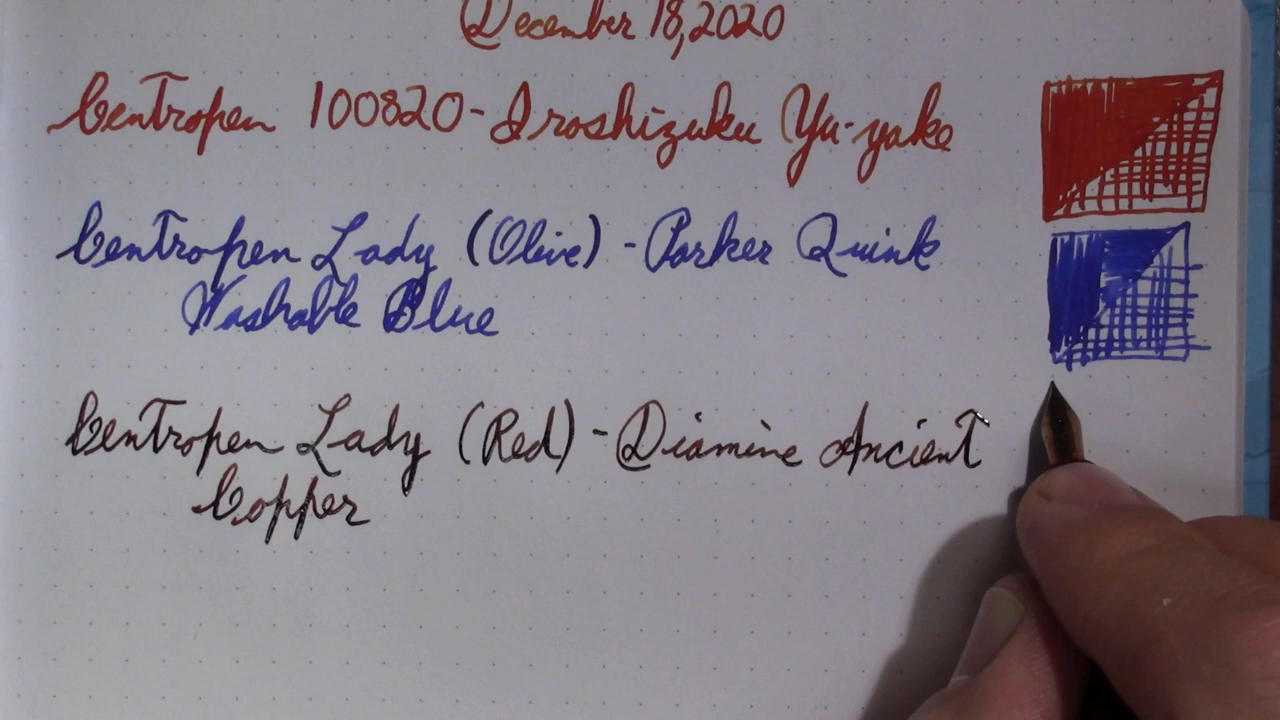 December 18, 2020
Centropen 100820 - Iroshizuku Yu-yake
Centropen Lady (Olive) - Parker Quink
Washable Blue
Centropen Lady (Red) - Diamine Ancient
Copper